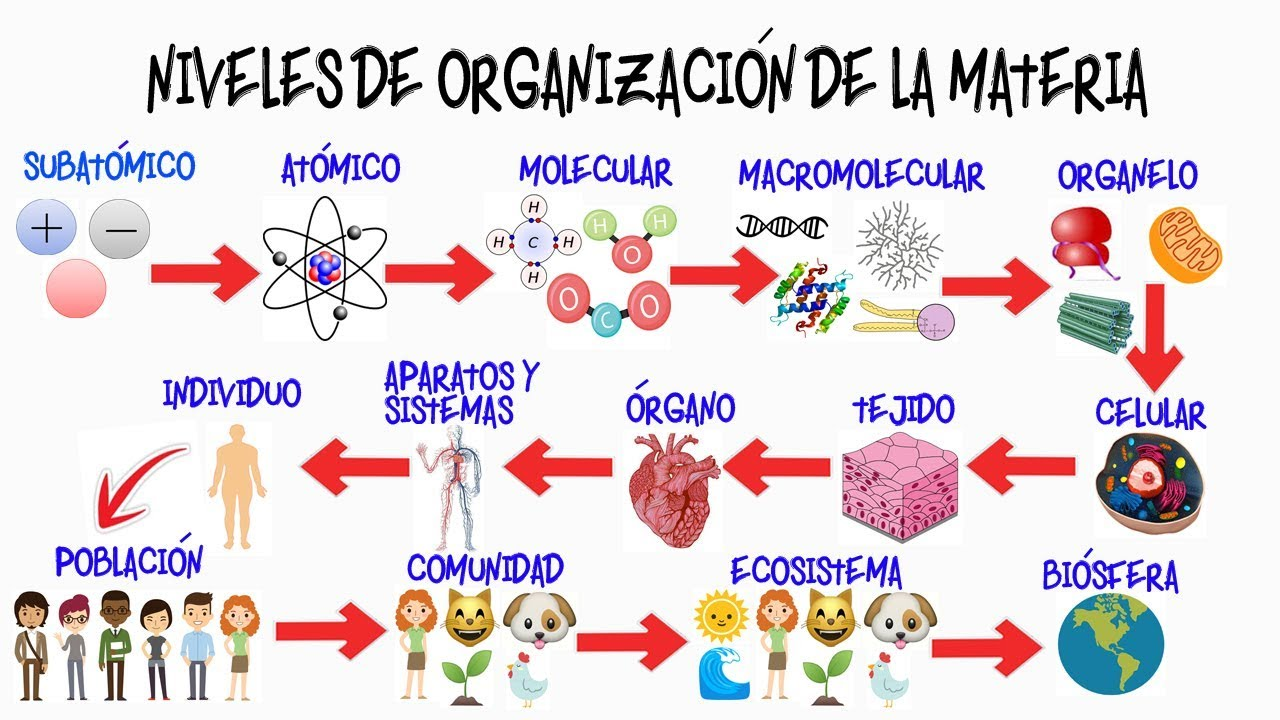 NIVELES DE ORGANIZACIÓN DE LA MATERIA
SUBATÓMICO
ATÓMICO
MOLECULAR
MACROMOLECULAR
ORGANELO
+
−
H
H
C
H
H
H
H
O
O
C
O
INDIVIDUO
APARATOS Y
SISTEMAS
ÓRGANO
TEJIDO
CELULAR
POBLACIÓN
COMUNIDAD
ECOSISTEMA
BIÓSFERA